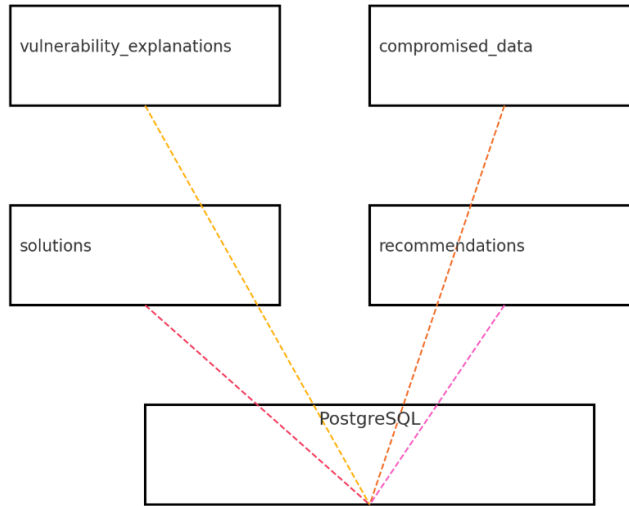 vulnerability_explanations
compromised_data
solutions
recommendations
PostgreSQL